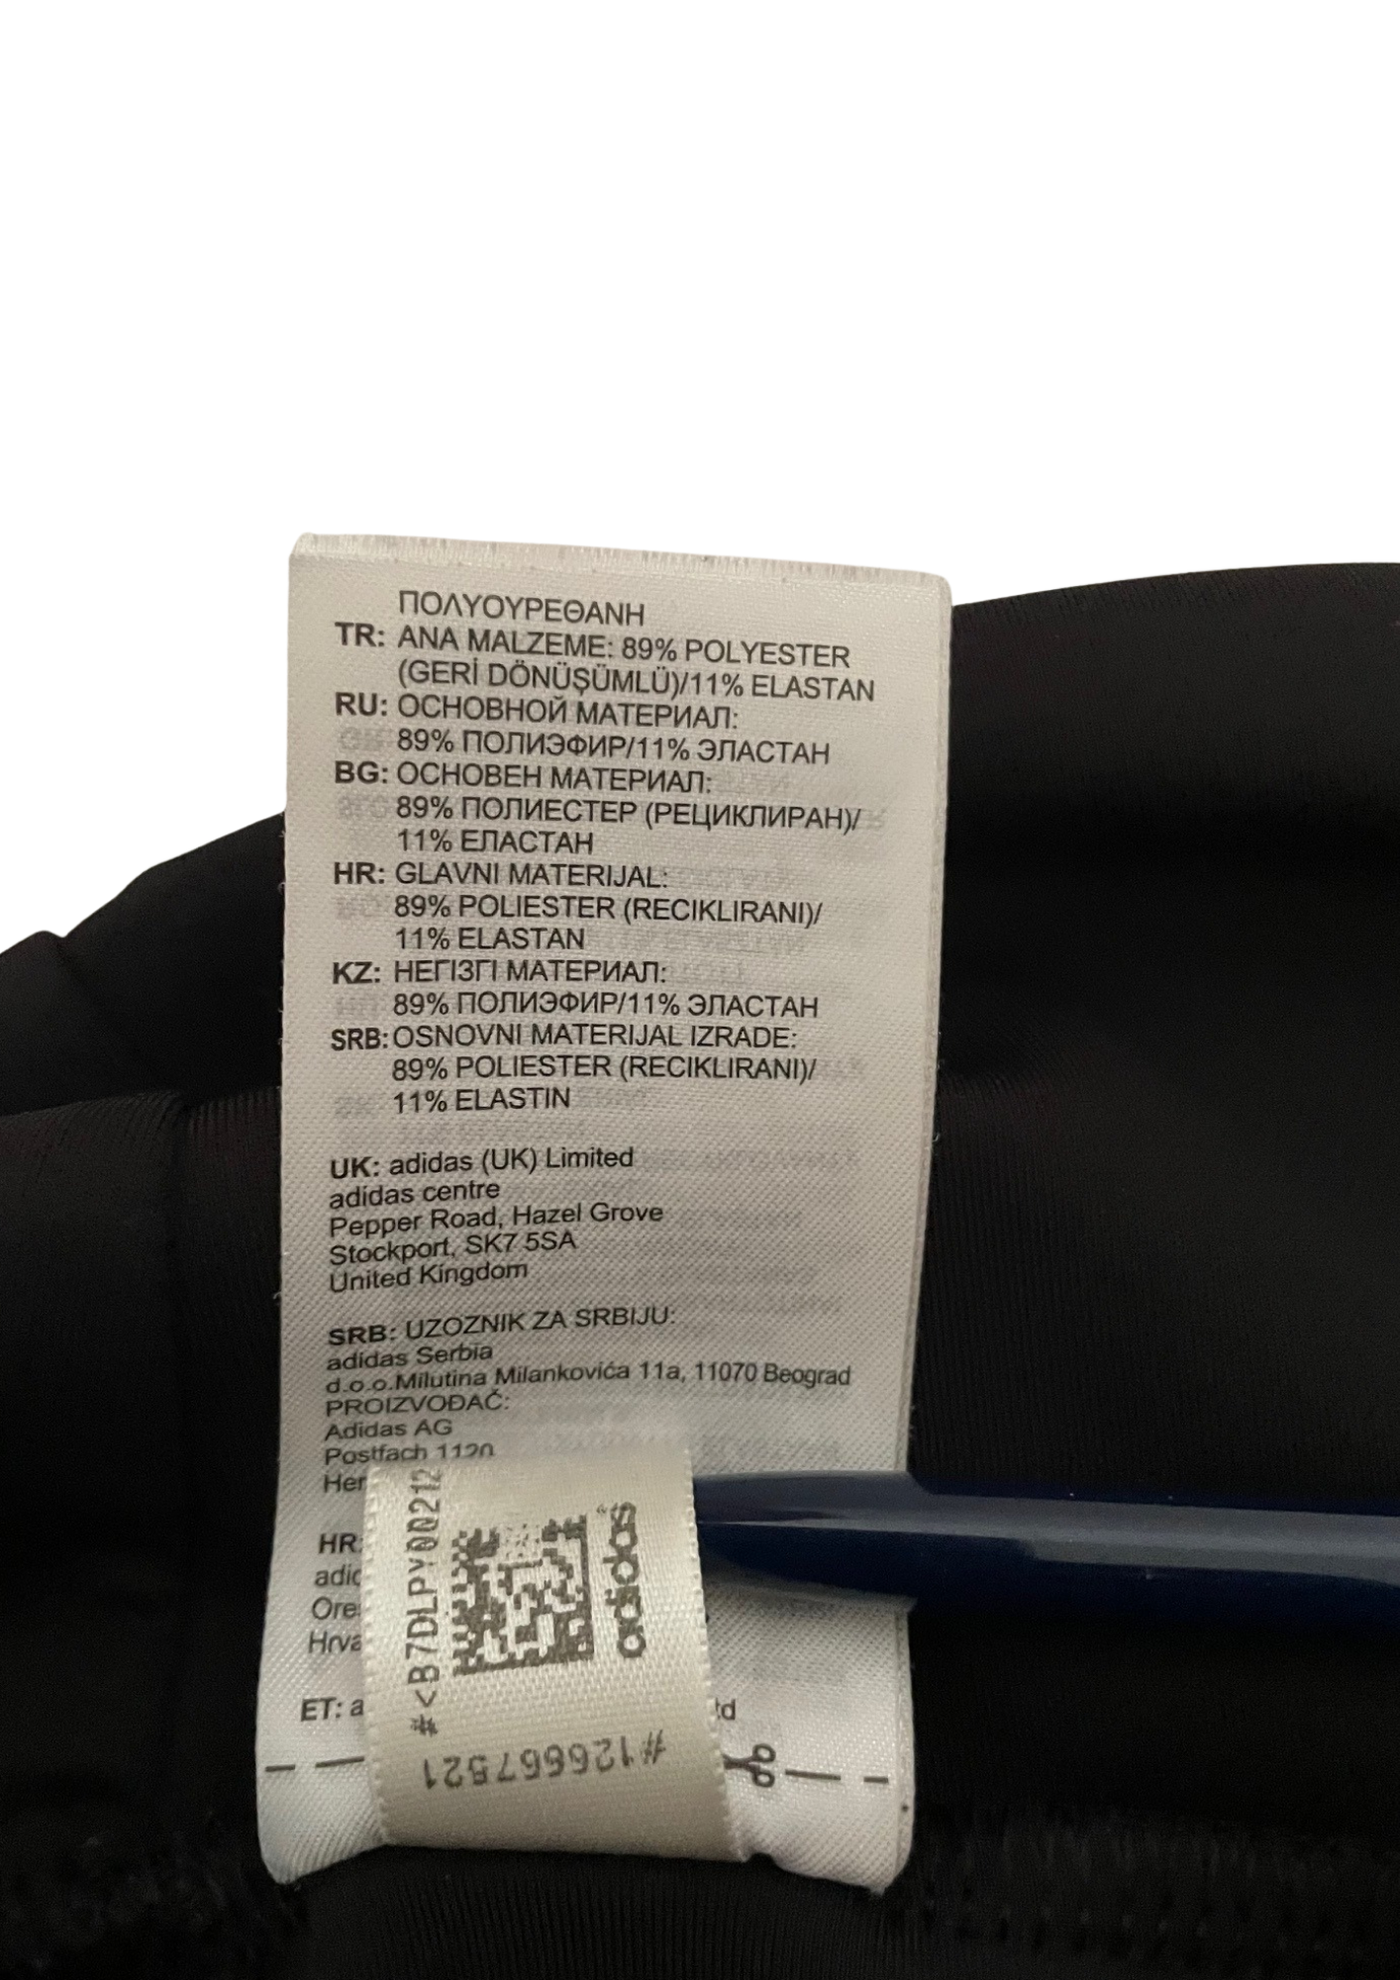 ΠΟΛΥΟΥΡΕΘΑΝΗ
TR: ANA MALZEME: 89% POLYESTER
(GERİ DÖNÜŞÜMLÜ)/11% ELASTAN
RU: ОСНОВНОЙ МАТЕРИАЛ:
89% ПОЛИЭФИР/11% ЭЛАСТАН
BG: ОСНОВЕН МАТЕРИАЛ:
89% ПОЛИЕСТЕР (РЕЦИКЛИРАН)/
11% ЕЛАСТАН
HR: GLAVNI MATERIJAL:
89% POLIESTER (RECIKLIRANI)/
11% ELASTAN
KZ: НЕГІЗГІ МАТЕРИАЛ:
89% ПОЛИЭФИР/11% ЭЛАСТАН
SRB: OSNOVNI MATERIJAL IZRADE:
89% POLIESTER (RECIKLIRANI)/
11% ELASTIN
UK: adidas (UK) Limited
adidas centre
Pepper Road, Hazel Grove
Stockport, SK7 5SA
United Kingdom
SRB: UZOZNIK ZA SRBIJU:
adidas Serbia
d.o.o.Milutina Milankovića 11a, 11070 Beograd
PROIZVOĐAČ:
Adidas AG
Postfach 1120
HR:
ET:
#<B7DLPY00212
adidas
#126667521